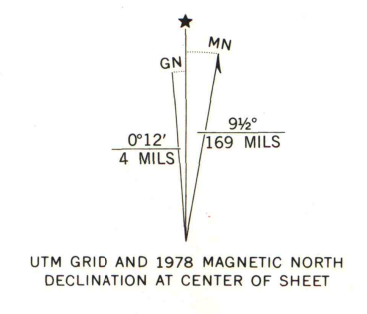 ★
MN
GN
9½°
169 MILS
0°12'
4 MILS
UTM GRID AND 1978 MAGNETIC NORTH
DECLINATION AT CENTER OF SHEET